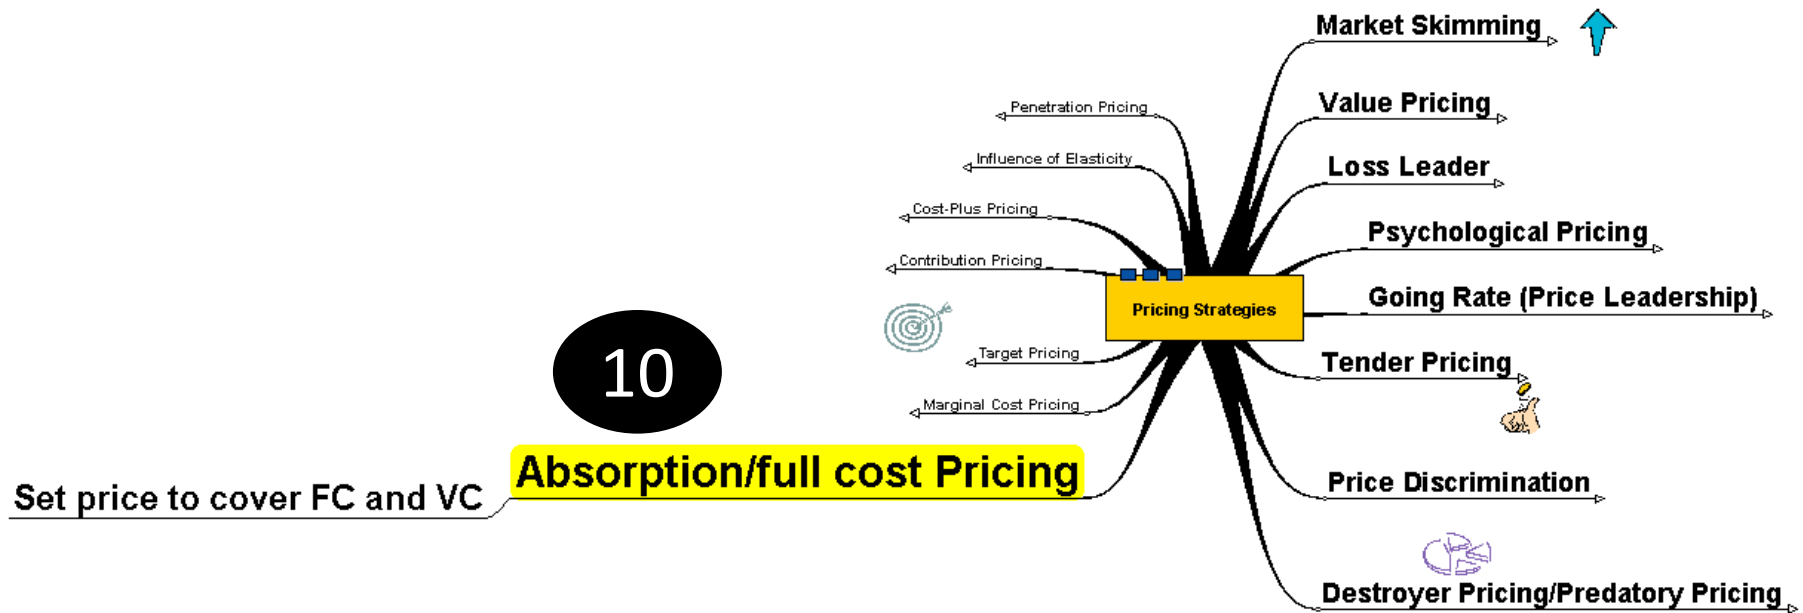 Market Skimming
Value Pricing
Loss Leader
Psychological Pricing
Going Rate (Price Leadership)
Tender Pricing
Price Discrimination
Destroyer Pricing/Predatory Pricing
Pricing Strategies
Penetration Pricing
Influence of Elasticity
Cost-Plus Pricing
Contribution Pricing
Target Pricing
Marginal Cost Pricing
10
Absorption/full cost Pricing
Set price to cover FC and VC